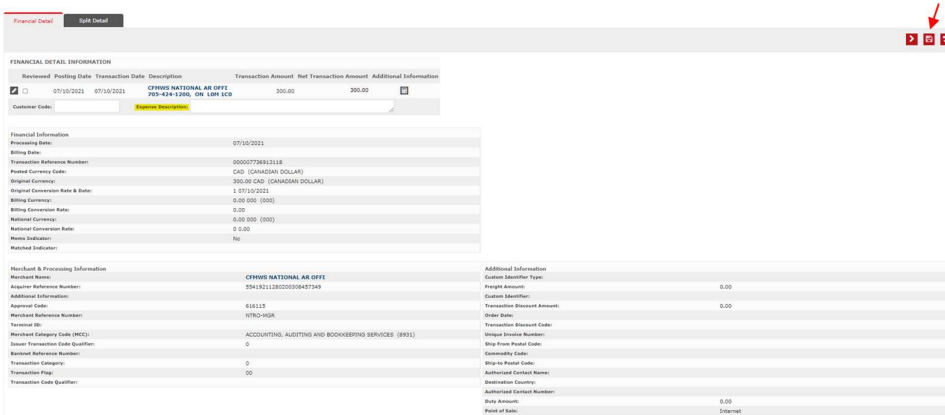 Financial Detail Split Detail
FINANCIAL DETAIL INFORMATION
Reviewed Posting Date Transaction Date Description Transaction Amount Net Transaction Amount Additional Information
07/10/2021 07/10/2021 CFMWS NATIONAL AR OFFI 300.00 300.00
705-424-1200, ON L0M 1C0
Customer Code: Expense Description:
Financial Information
Processing Date: 07/10/2021
Billing Date:
Transaction Reference Number: 000007736913118
Posted Currency Code: CAD (CANADIAN DOLLAR)
Original Currency: 300.00 CAD (CANADIAN DOLLAR)
Original Conversion Rate & Date: 1 07/10/2021
Billing Currency: 0.00 000 (000)
Billing Conversion Rate: 0.00
National Currency: 0.00 000 (000)
National Conversion Rate: 0 0.00
Memo Indicator: No
Matched Indicator:
Merchant & Processing Information
Merchant Name: CFMWS NATIONAL AR OFFI
Acquirer Reference Number: 55419211280200308457349
Additional Information:
Approval Code: 616115
Merchant Reference Number: NTRO-MGR
Terminal ID:
Merchant Category Code (MCC): ACCOUNTING, AUDITING AND BOOKKEEPING SERVICES (8931)
Issuer Transaction Code Qualifier: 0
Banknet Reference Number:
Transaction Category: 0
Transaction Flag: 00
Transaction Code Qualifier:
Additional Information
Custom Identifier Type:
Freight Amount: 0.00
Custom Identifier:
Transaction Discount Amount: 0.00
Order Date:
Transaction Discount Code:
Unique Invoice Number:
Ship From Postal Code:
Commodity Code:
Ship-to Postal Code:
Authorized Contact Name:
Destination Country:
Authorized Contact Number:
Duty Amount: 0.00
Point of Sale: Internet